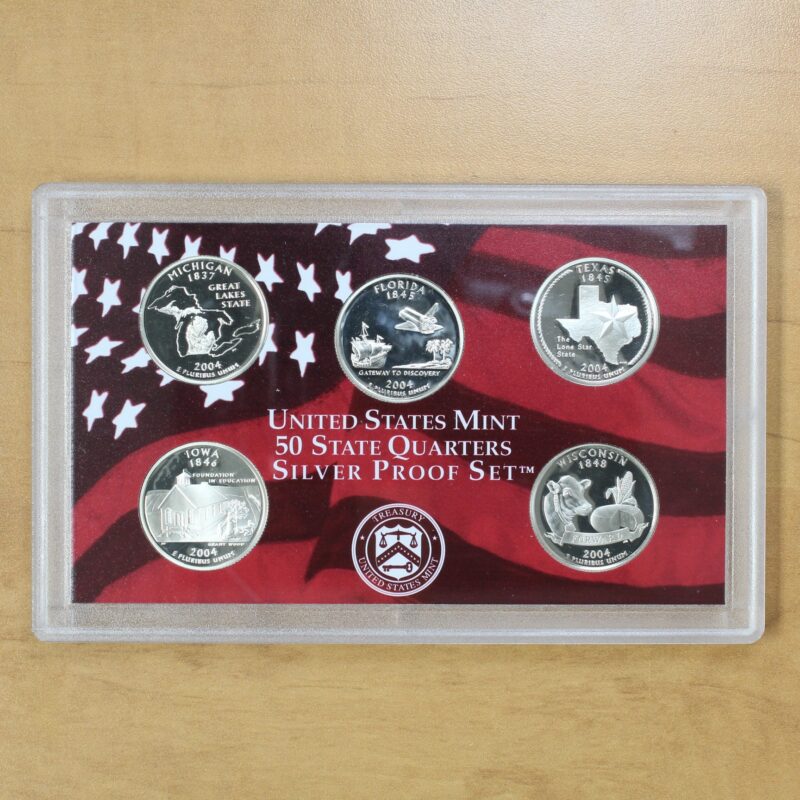 MICHIGAN
1837
GREAT
LAKES
STATE
2004
E PLURIBUS UNUM
FLORIDA
1845
GATEWAY TO DISCOVERY
2004
E PLURIBUS UNUM
TEXAS
1845
The
Lone Star
State
2004
E PLURIBUS UNUM
UNITED STATES MINT
50 STATE QUARTERS
SILVER PROOF SET™
IOWA
1846
FOUNDATION
IN EDUCATION
GRANT WOOD
2004
E PLURIBUS UNUM
TREASURY
UNITED STATES MINT
WISCONSIN
1848
FORWARD
2004
E PLURIBUS UNUM